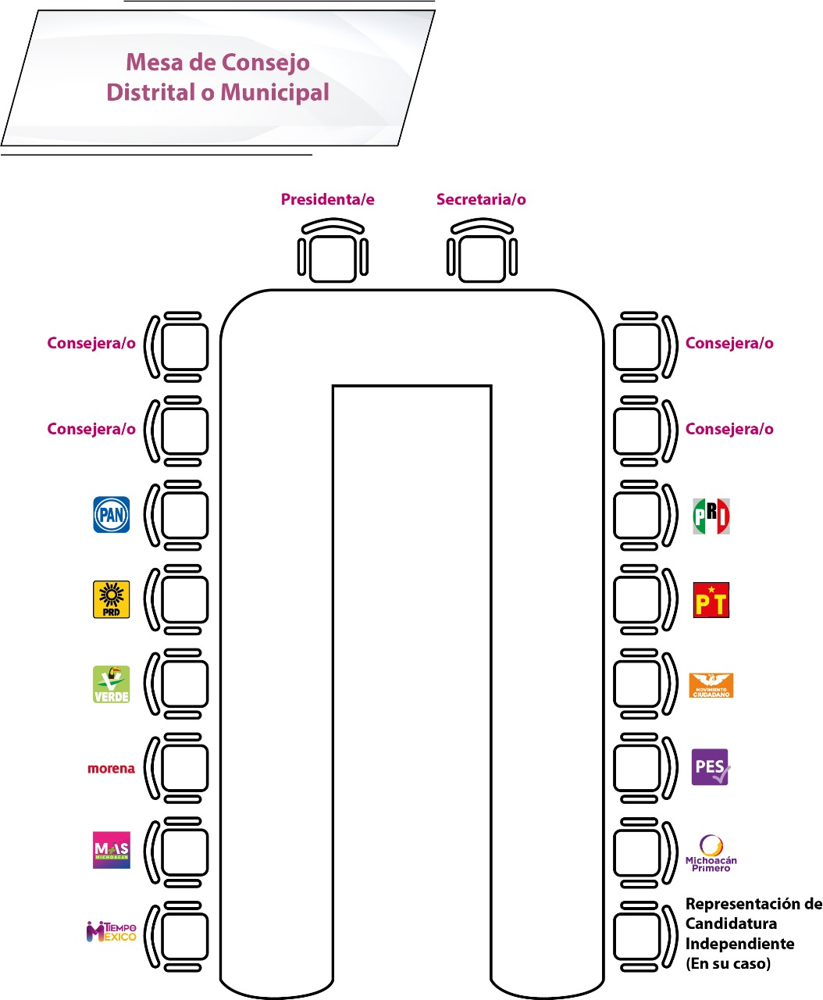 Mesa de Consejo
Distrital o Municipal
Presidenta/e
Secretaria/o
Consejera/o
Consejera/o
Consejera/o
Consejera/o
PAN
PRI
PRD
PT
VERDE
MOVIMIENTO
CIUDADANO
morena
PES
MAS
MICHOACÁN
Michoacán
Primero
TIEMPO
MEXICO
Representación de
Candidatura
Independiente
(En su caso)